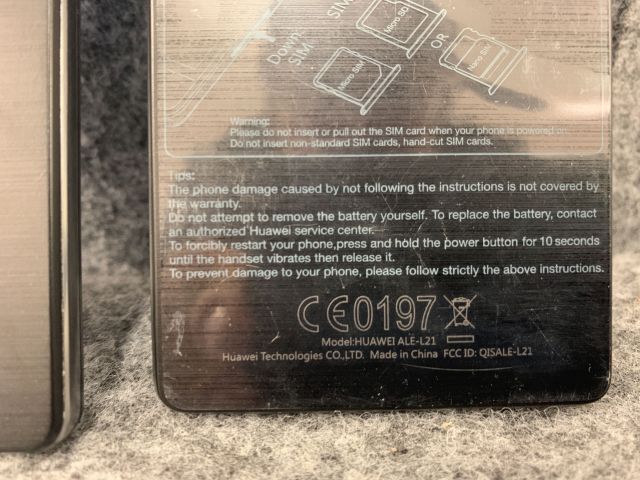 SIM
Micro SD
Down
SIM
OR
Micro SIM
Nano SIM
Warning:
Please do not insert or pull out the SIM card when your phone is powered on.
Do not insert non-standard SIM cards, hand-cut SIM cards.
Tips:
The phone damage caused by not following the instructions is not covered by
the warranty.
Do not attempt to remove the battery yourself. To replace the battery, contact
an authorized Huawei service center.
To forcibly restart your phone,press and hold the power button for 10 seconds
until the handset vibrates then release it.
To prevent damage to your phone, please follow strictly the above instructions.
CE0197
Model:HUAWEI ALE-L21
Huawei Technologies CO.,LTD. Made in China FCC ID: QISALE-L21